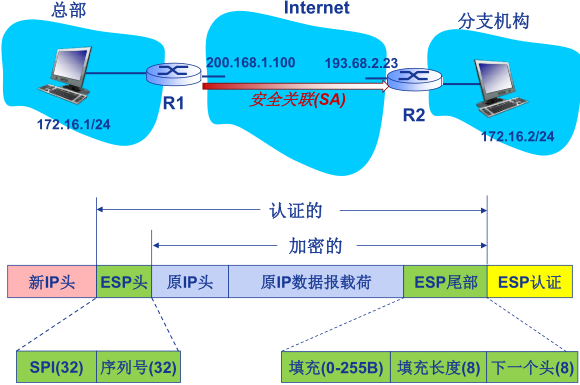 总部
Internet
分支机构
200.168.1.100
193.68.2.23
R1
安全关联(SA)
R2
172.16.1/24
172.16.2/24
认证的
加密的
新IP头
ESP头
原IP头
原IP数据报载荷
ESP尾部
ESP认证
SPI(32)
序列号(32)
填充(0-255B)
填充长度(8)
下一个头(8)